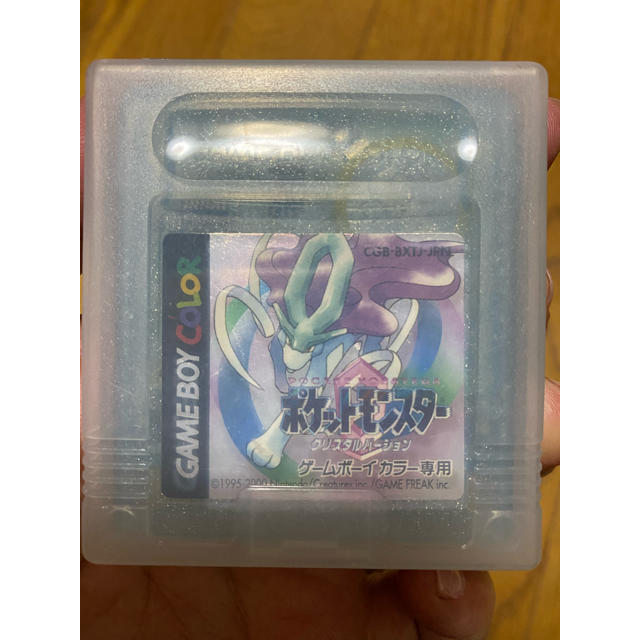 GAME BOY COLOR
CGB-BXTJ-JPN
POCKET MONSTERS
ポケットモンスター
クリスタルバージョン
ゲームボーイカラー専用
©1995-2000 Nintendo/Creatures inc./GAME FREAK inc.